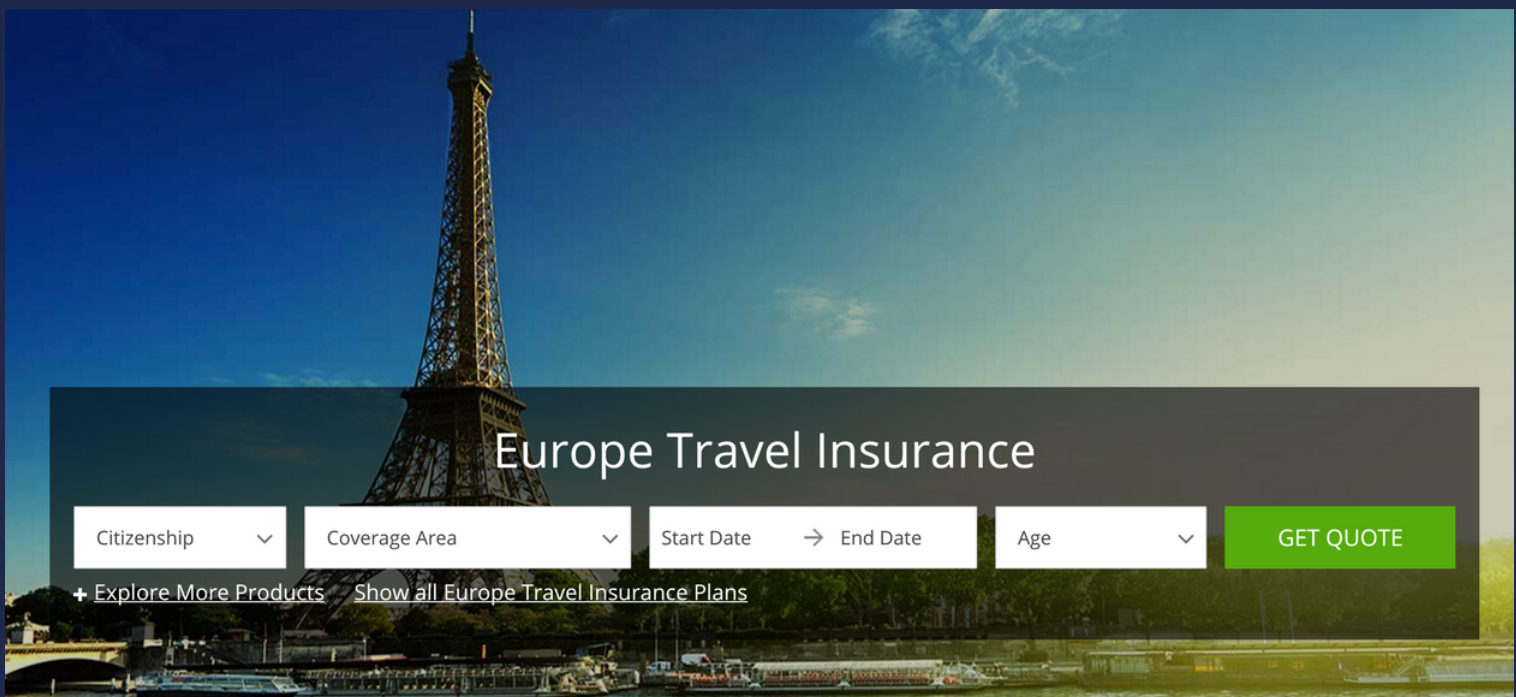 Europe Travel Insurance
Citizenship Coverage Area Start Date → End Date Age GET QUOTE
+ Explore More Products Show all Europe Travel Insurance Plans